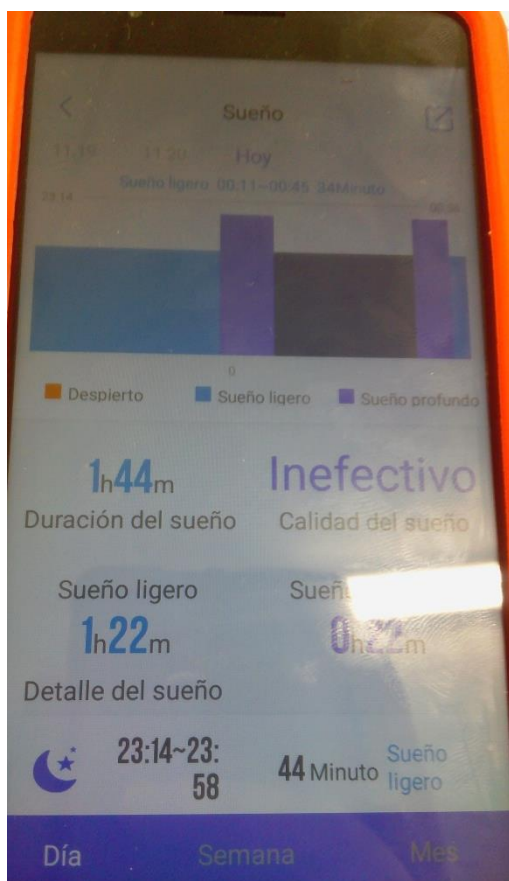 Sueño
11.19 11.20 Hoy
Sueño ligero 00:11~00:45 34Minuto
23:14
0
Despierto Sueño ligero Sueño profundo
1h44m Inefectivo
Duración del sueño Calidad del sueño
Sueño ligero
1h22m 0h22m
Detalle del sueño
23:14~23:
58
44 Minuto
Sueño
ligero
Día Semana Mes